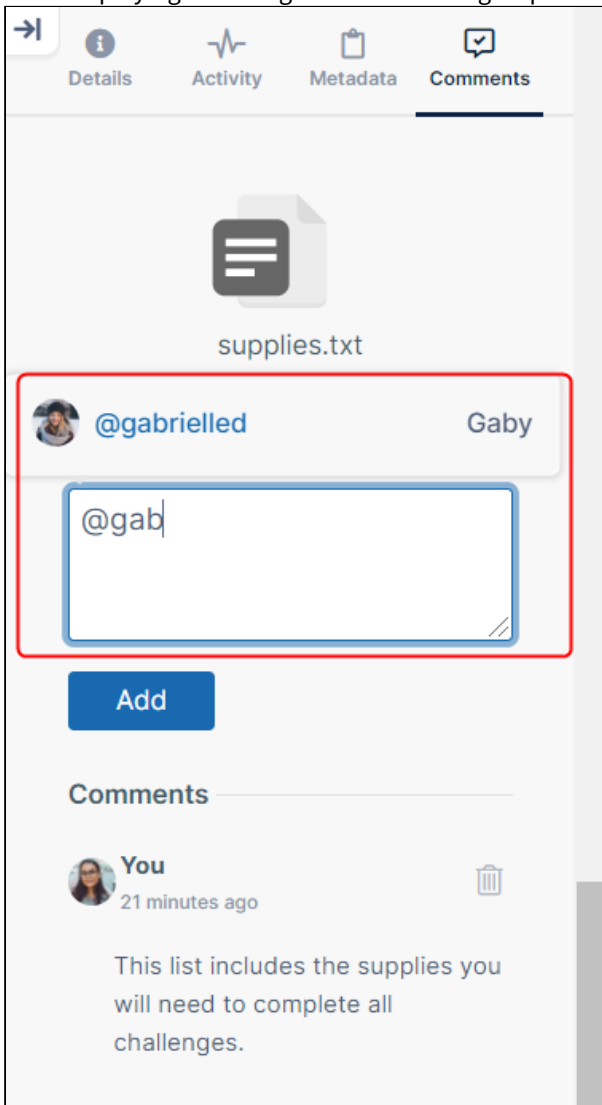 Details Activity Metadata Comments
supplies.txt
@gabrielled Gaby
@gab
Add
Comments
You
21 minutes ago
This list includes the supplies you
will need to complete all
challenges.